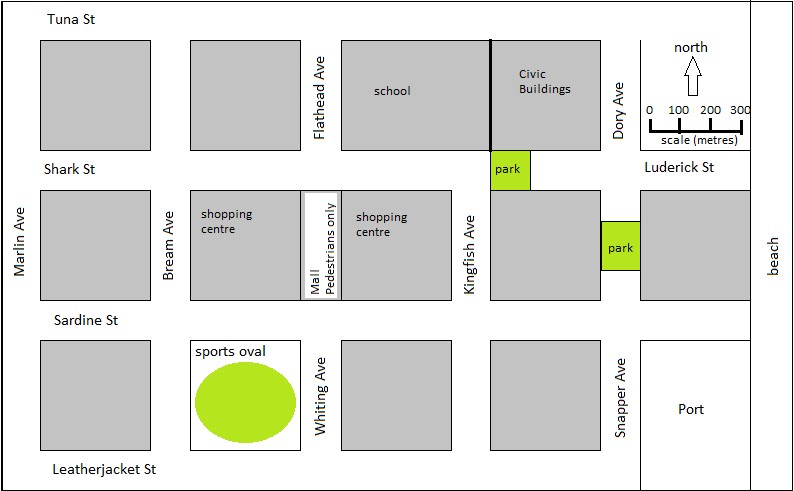 Tuna St
north
Flathead Ave
school
Civic
Buildings
Dory Ave
0 100 200 300
scale (metres)
Shark St
park
Luderick St
Marlin Ave
Bream Ave
shopping
centre
Mall
Pedestrians only
shopping
centre
Kingfish Ave
park
beach
Sardine St
sports oval
Whiting Ave
Snapper Ave
Port
Leatherjacket St